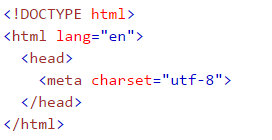 <!DOCTYPE html>
<html lang="en">
  <head>
    <meta charset="utf-8">
  </head>
</html>